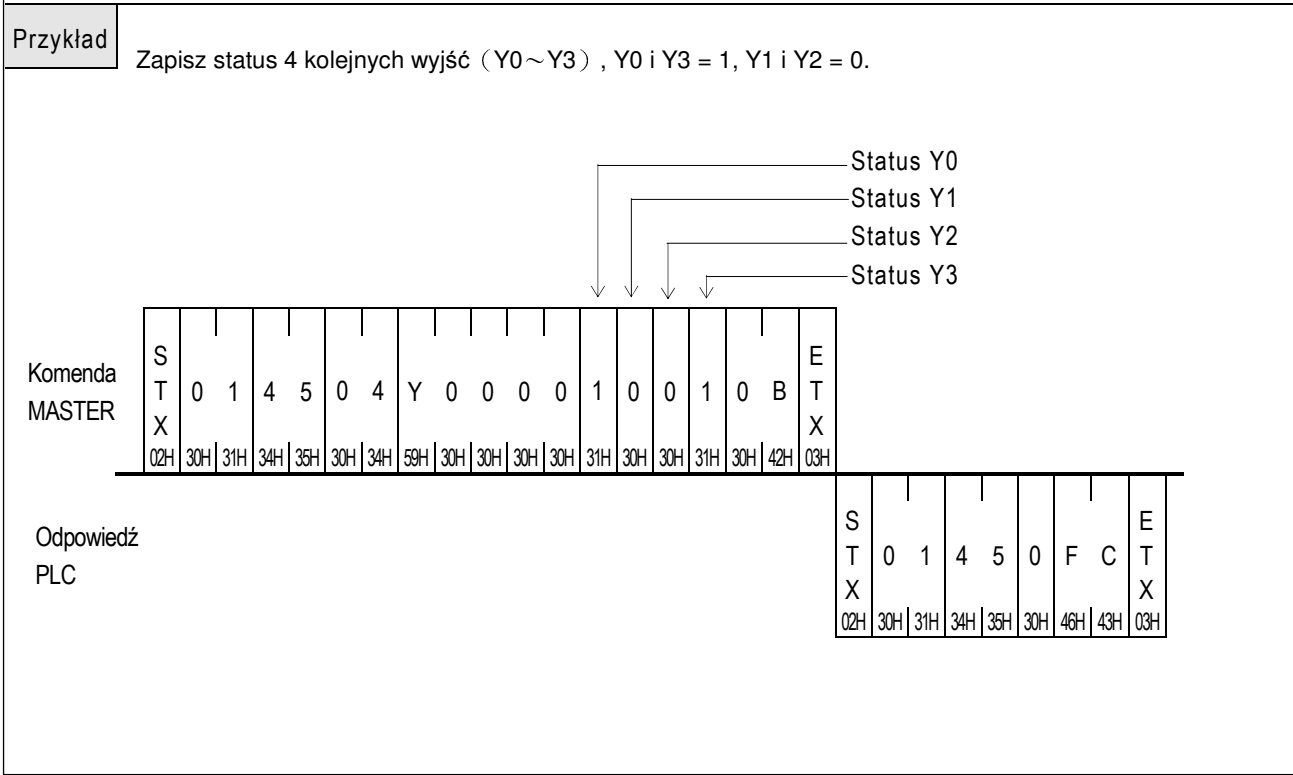 Przykład
Zapisz status 4 kolejnych wyjść（Y0～Y3）, Y0 i Y3 = 1, Y1 i Y2 = 0.
Status Y0
Status Y1
Status Y2
Status Y3
Komenda MASTER
STX 0 1 4 5 0 4 Y 0 0 0 0 1 0 0 1 0 B ETX
02H 30H 31H 34H 35H 30H 34H 59H 30H 30H 30H 30H 31H 30H 30H 31H 30H 42H 03H
Odpowiedź PLC
STX 0 1 4 5 0 F C ETX
02H 30H 31H 34H 35H 30H 46H 43H 03H